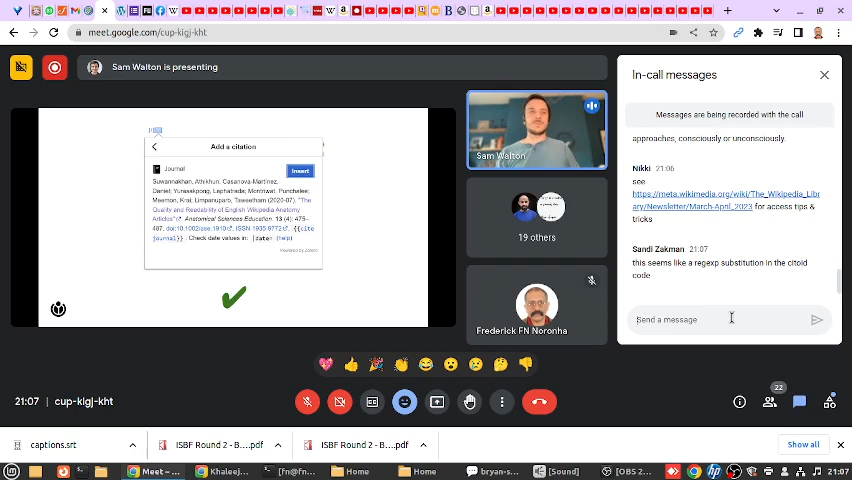 meet.google.com/cup-kigj-kht
Sam Walton is presenting
[1]
Add a citation
Journal
Insert
Suwannakhan, Athikhun; Casanova-Martínez,
Daniel; Yurasakpong, Laphatrada; Montriwat, Punchalee;
Meemon, Krai; Limpanuparb, Taweetham (2020-07). "The
Quality and Readability of English Wikipedia Anatomy
Articles". Anatomical Sciences Education. 13 (4): 475–
487. doi:10.1002/ase.1910. ISSN 1935-9772. {{cite
journal}}: Check date values in: |date= (help)
Powered by Zotero
Sam Walton
19 others
Frederick FN Noronha
In-call messages
Messages are being recorded with the call
approaches, consciously or unconsciously.
Nikki 21:06
see
https://meta.wikimedia.org/wiki/The_Wikipedia_Libr
ary/Newsletter/March-April_2023 for access tips &
tricks
Sandi Zakman 21:07
this seems like a regexp substitution in the citoid
code
Send a message
21:07 cup-kigj-kht
22
captions.srt
ISBF Round 2 - B....pdf
ISBF Round 2 - B....pdf
Show all
Meet – ...
Khaleej...
[fn@fn...
Home
Home
bryan-s...
[Sound]
[OBS 2...
21:07